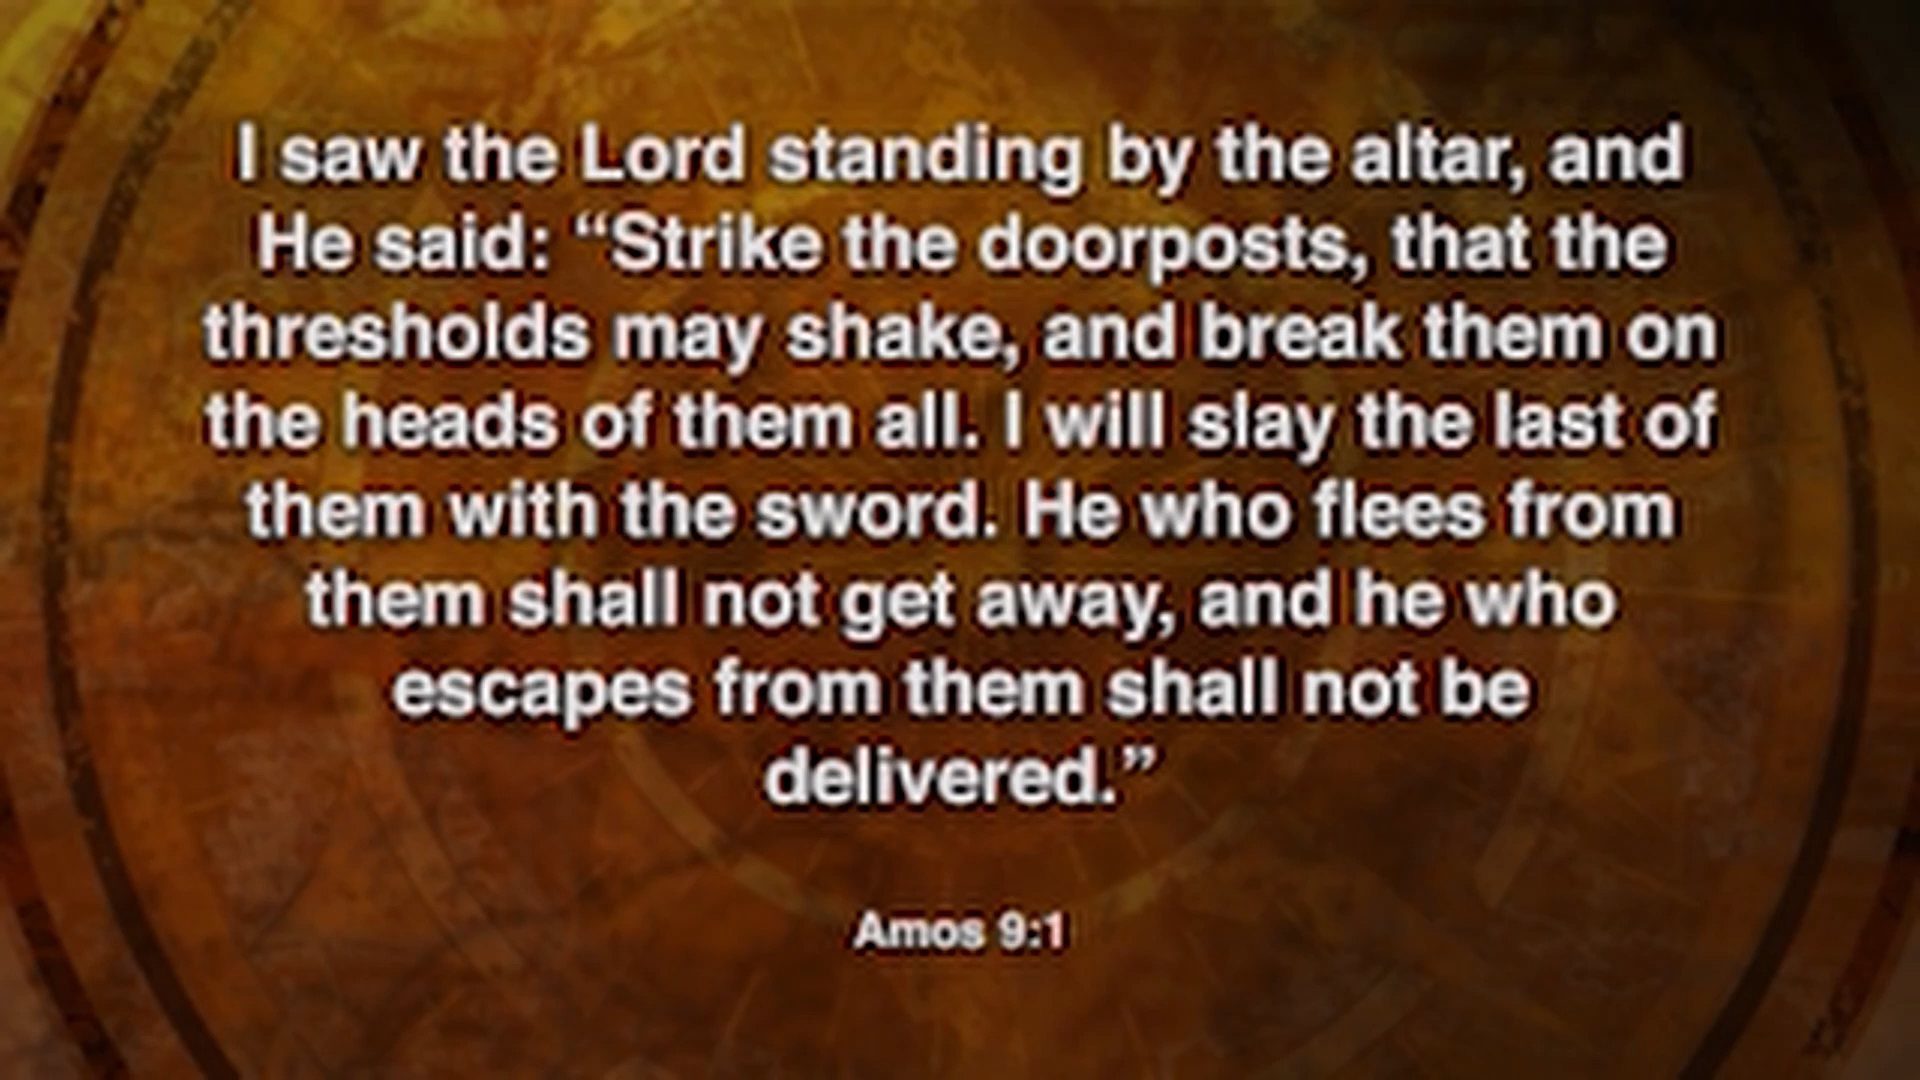 I saw the Lord standing by the altar, and
He said: “Strike the doorposts, that the
thresholds may shake, and break them on
the heads of them all. I will slay the last of
them with the sword. He who flees from
them shall not get away, and he who
escapes from them shall not be
delivered.”
Amos 9:1